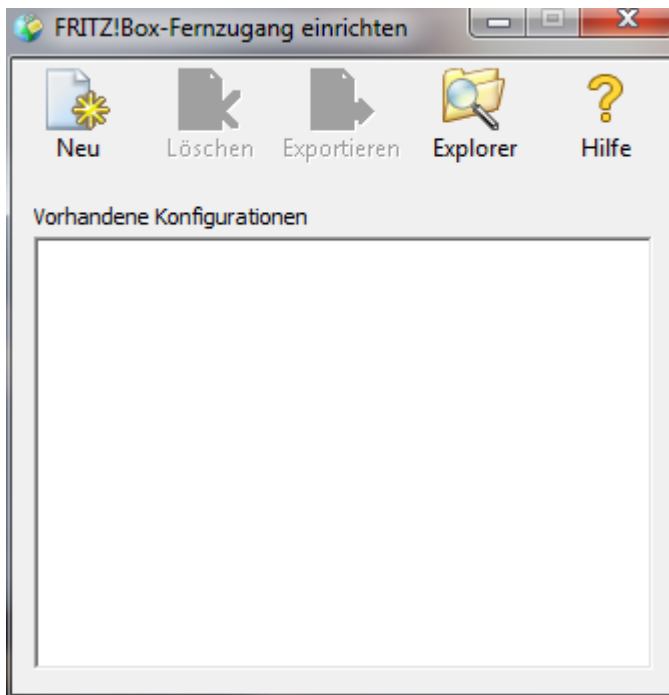 FRITZ!Box-Fernzugang einrichten
Neu Löschen Exportieren Explorer Hilfe
Vorhandene Konfigurationen